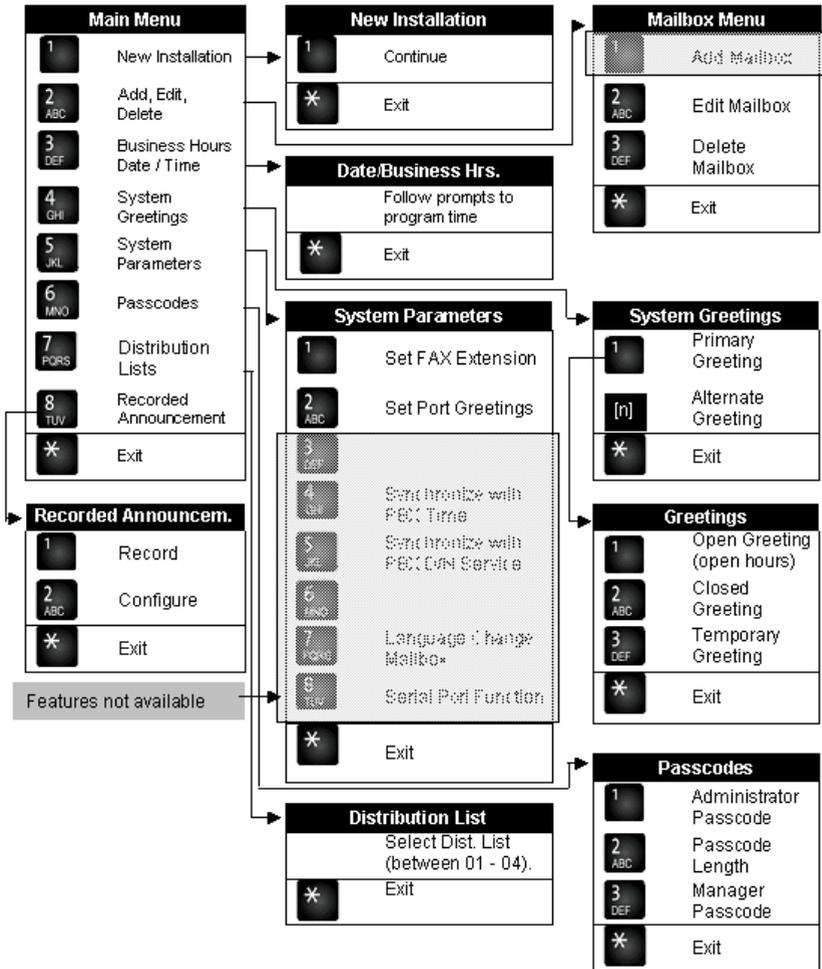 Main Menu
1 New Installation
2 ABC Add, Edit,
Delete
3 DEF Business Hours
Date / Time
4 GHI System
Greetings
5 JKL System
Parameters
6 MNO Passcodes
7 PQRS Distribution
Lists
8 TUV Recorded
Announcement
* Exit
New Installation
1 Continue
* Exit
Mailbox Menu
1 Add Mailbox
2 ABC Edit Mailbox
3 DEF Delete
Mailbox
* Exit
Date/Business Hrs.
Follow prompts to
program time
* Exit
System Parameters
1 Set FAX Extension
2 ABC Set Port Greetings
3 DEF
4 GHI Synchronize with
Time
5 JKL Synchronize with
Service
6 MNO
7 PQRS Language Change
Mailbox
8 TUV Serial Port Function
* Exit
System Greetings
1 Primary
Greeting
[n] Alternate
Greeting
* Exit
Recorded Announcem.
1 Record
2 ABC Configure
* Exit
Features not available
Greetings
1 Open Greeting
(open hours)
2 ABC Closed
Greeting
3 DEF Temporary
Greeting
* Exit
Distribution List
Select Dist. List
(between 01 - 04).
* Exit
Passcodes
1 Administrator
Passcode
2 ABC Passcode
Length
3 DEF Manager
Passcode
* Exit